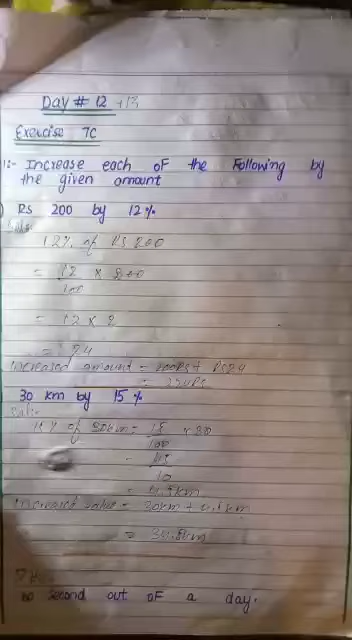 Day # 12 +13
Exercise 7C
1:- Increase each of the Following by
the given amount
Rs 200 by 12%
Sol:-
12% of Rs 200
= 12 × 200
100
= 12 × 2
= 24
Increased amount = 200Rs + Rs24
30 km by 15 %
Sol:-
15% of 30km = 15 × 30
100
= 45
10
= 4.5km
Increased value = 30km + 4.5km
= 34.5km
60 second out of a day.